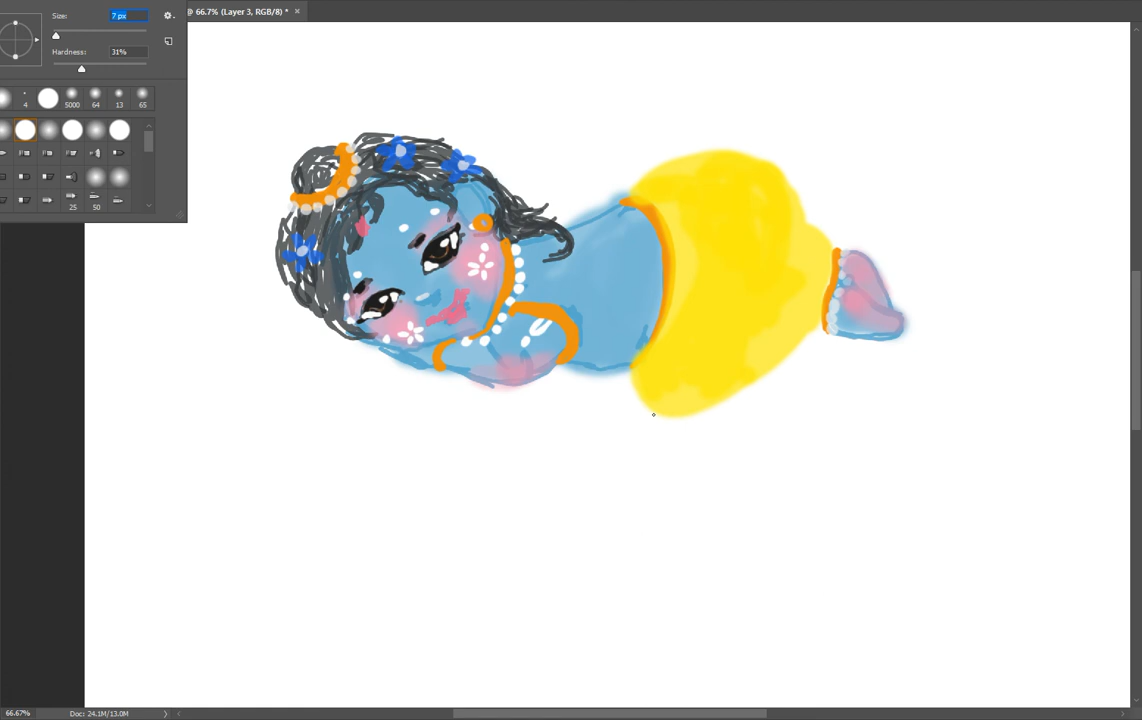 @ 66.7% (Layer 3, RGB/8) * ×
Size: 7 px
Hardness: 31%
4 5000 64 13 65
25 50
66.67% Doc: 24.1M/13.0M